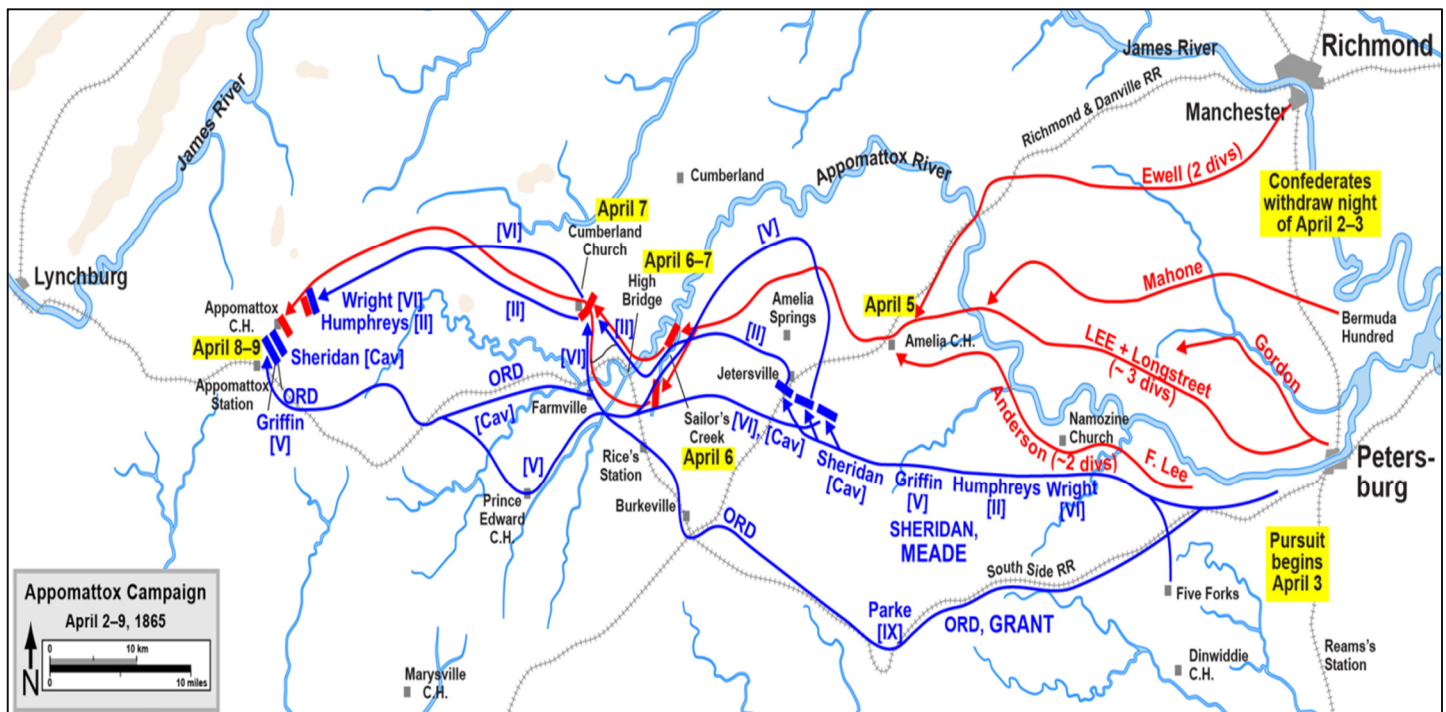 Richmond
James River
Manchester
Richmond & Danville RR
Ewell (2 divs)
Confederates
withdraw night
of April 2–3
James River
Appomattox River
Cumberland
April 7
Cumberland
Church
[VI]
[V]
April 6–7
High
Bridge
Lynchburg
Appomattox
C.H.
Wright [VI]
Humphreys [II]
[II]
[II]
[II]
Amelia
Springs
April 5
Amelia C.H.
Mahone
Bermuda
Hundred
LEE + Longstreet
(~ 3 divs)
Gordon
April 8–9
Sheridan [Cav]
Appomattox
Station
ORD
Griffin
[V]
ORD
[VI]
[Cav]
Farmville
Jetersville
[VI], [Cav]
Sailor's
Creek
April 6
Anderson (~2 divs)
Namozine
Church
F. Lee
Peters-
burg
[V]
Rice's
Station
Prince
Edward
C.H.
Burkeville
Sheridan
[Cav]
Griffin
[V]
Humphreys
[II]
Wright
[VI]
SHERIDAN,
MEADE
ORD
South Side RR
Pursuit
begins
April 3
Five Forks
Parke
[IX]
ORD, GRANT
Reams's
Station
Dinwiddie
C.H.
Marysville
C.H.
Appomattox Campaign
April 2–9, 1865
N
0 10 km
0 10 miles